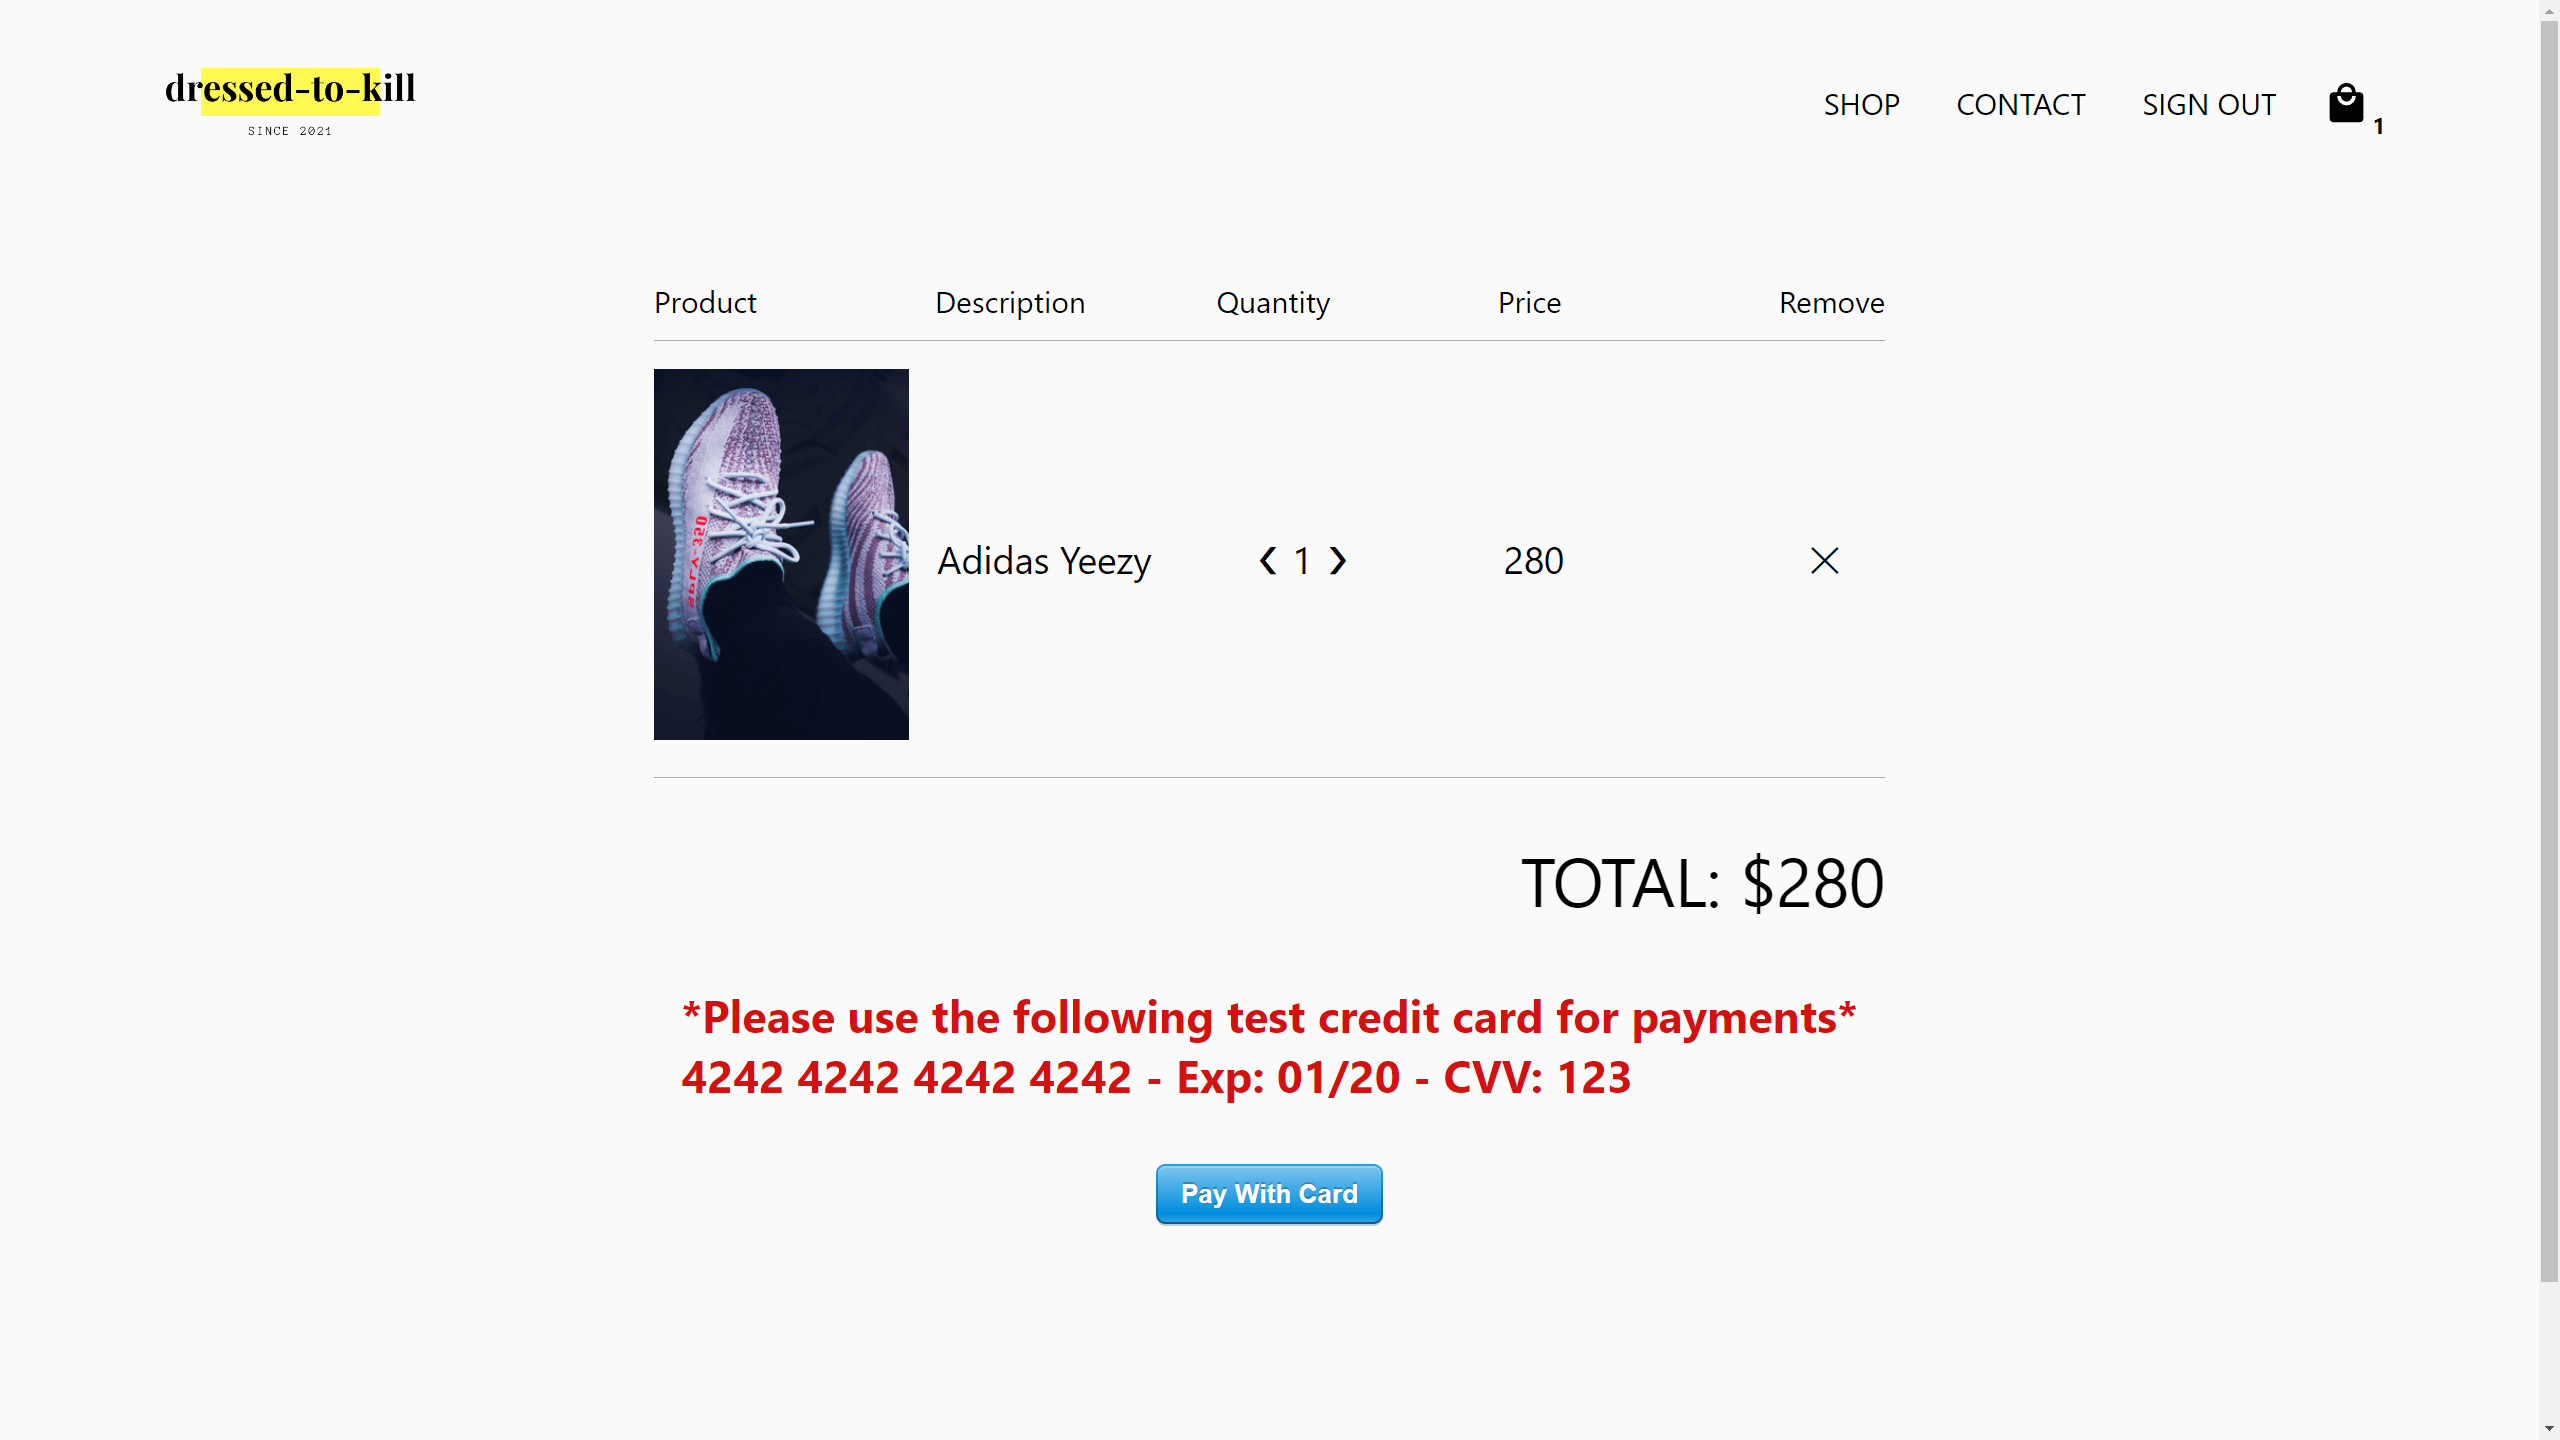 dressed-to-kill
SINCE 2021
SHOP CONTACT SIGN OUT 1
Product Description Quantity Price Remove
Adidas Yeezy ❮ 1 ❯ 280 ✕
TOTAL: $280
*Please use the following test credit card for payments*
4242 4242 4242 4242 - Exp: 01/20 - CVV: 123
Pay With Card